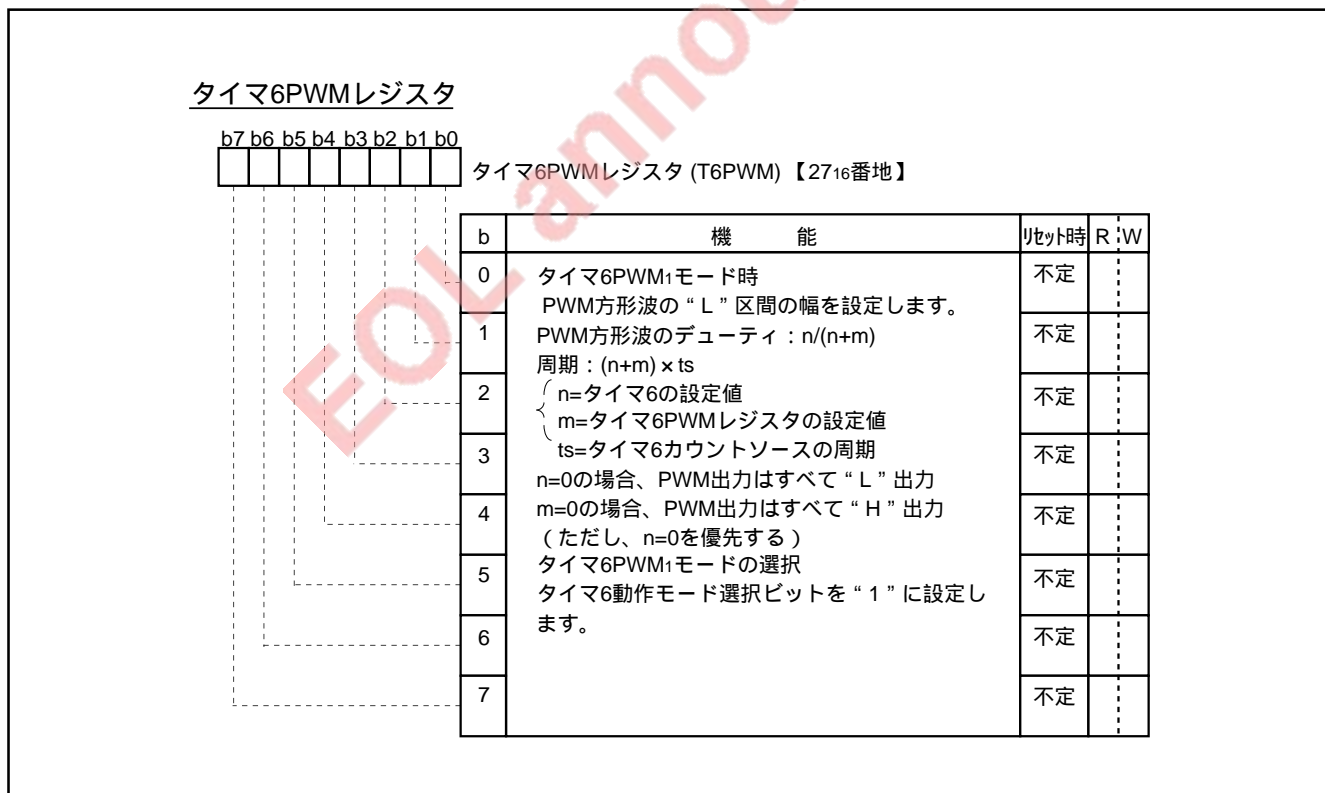 タイマ6PWMレジスタ
b7 b6 b5 b4 b3 b2 b1 b0
タイマ6PWMレジスタ (T6PWM) 【2716番地】
b 機 能 リセット時 R W
0 タイマ6PWM1モード時 不定
PWM方形波の“L”区間の幅を設定します。
1 PWM方形波のデューティ:n/(n+m) 不定
周期:(n+m)×ts
2 n=タイマ6の設定値 不定
m=タイマ6PWMレジスタの設定値
3 ts=タイマ6カウントソースの周期 不定
n=0の場合、PWM出力はすべて“L”出力
4 m=0の場合、PWM出力はすべて“H”出力 不定
(ただし、n=0を優先する)
5 タイマ6PWM1モードの選択 不定
タイマ6動作モード選択ビットを“1”に設定し
6 ます。 不定
7 不定
EOL annou